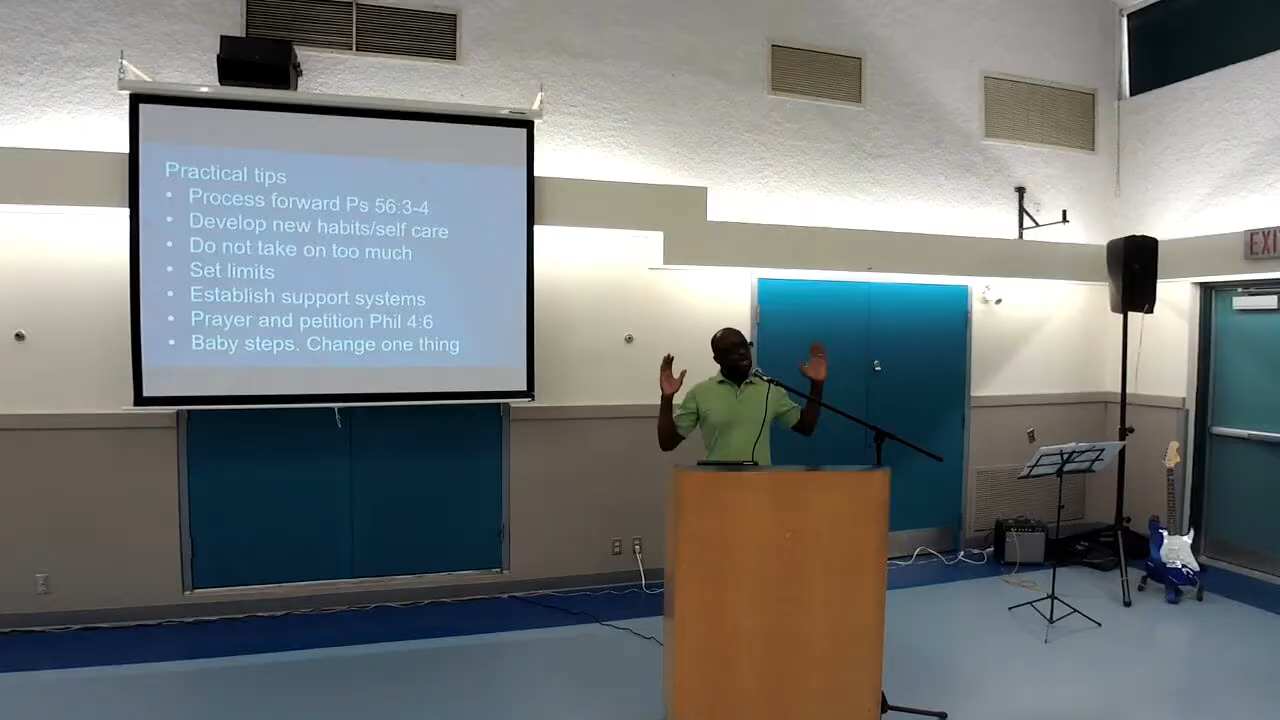 Practical tips
• Process forward Ps 56:3-4
• Develop new habits/self care
• Do not take on too much
• Set limits
• Establish support systems
• Prayer and petition Phil 4:6
• Baby steps. Change one thing
EXI